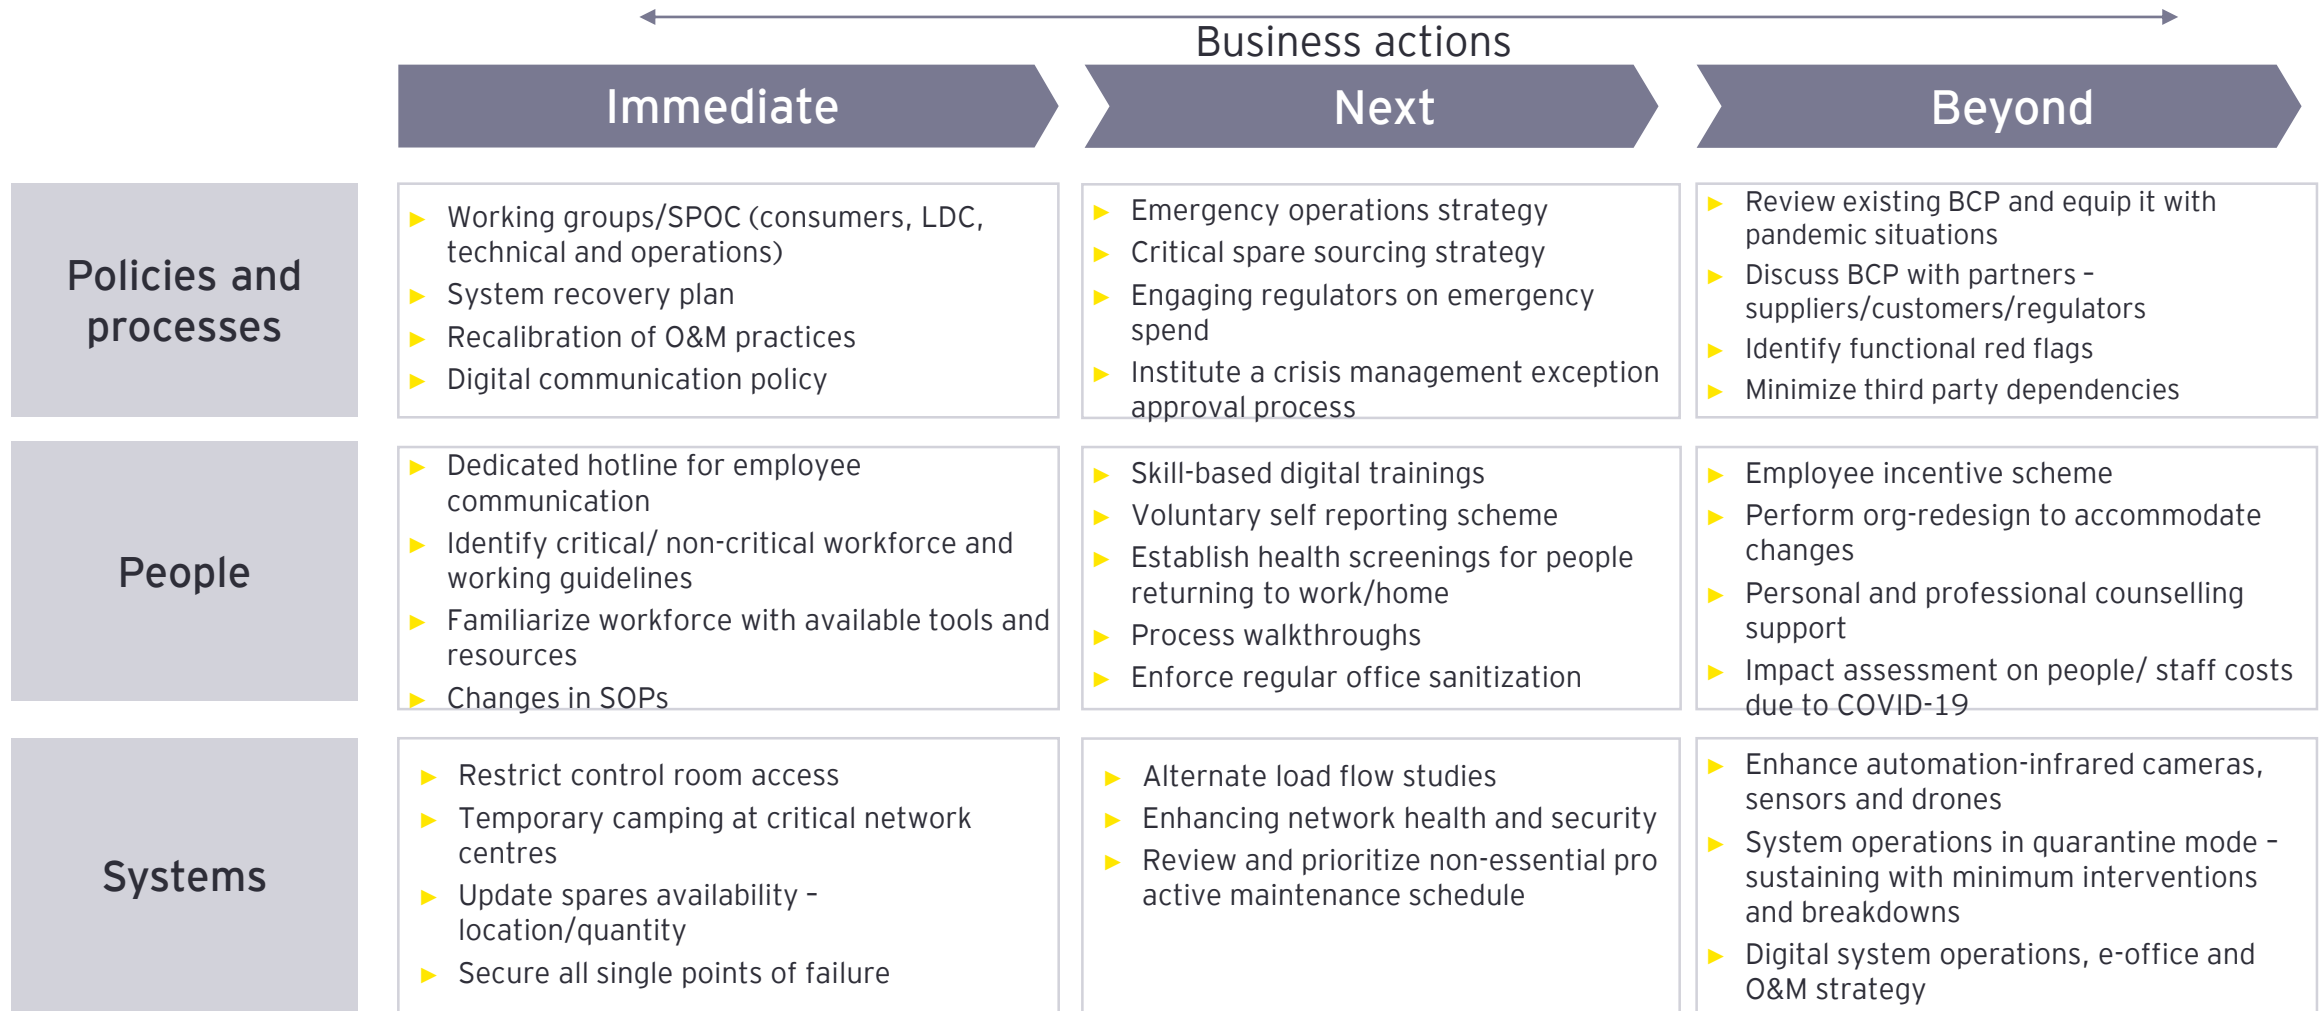 Business actions
Immediate
Next
Beyond
Policies and
processes
► Working groups/SPOC (consumers, LDC,
technical and operations)
► System recovery plan
► Recalibration of O&M practices
► Digital communication policy
► Emergency operations strategy
► Critical spare sourcing strategy
► Engaging regulators on emergency
spend
► Institute a crisis management exception
approval process
► Review existing BCP and equip it with
pandemic situations
► Discuss BCP with partners –
suppliers/customers/regulators
► Identify functional red flags
► Minimize third party dependencies
People
► Dedicated hotline for employee
communication
► Identify critical/ non-critical workforce and
working guidelines
► Familiarize workforce with available tools and
resources
► Changes in SOPs
► Skill-based digital trainings
► Voluntary self reporting scheme
► Establish health screenings for people
returning to work/home
► Process walkthroughs
► Enforce regular office sanitization
► Employee incentive scheme
► Perform org-redesign to accommodate
changes
► Personal and professional counselling
support
► Impact assessment on people/ staff costs
due to COVID-19
Systems
► Restrict control room access
► Temporary camping at critical network
centres
► Update spares availability –
location/quantity
► Secure all single points of failure
► Alternate load flow studies
► Enhancing network health and security
► Review and prioritize non-essential pro
active maintenance schedule
► Enhance automation-infrared cameras,
sensors and drones
► System operations in quarantine mode –
sustaining with minimum interventions
and breakdowns
► Digital system operations, e-office and
O&M strategy